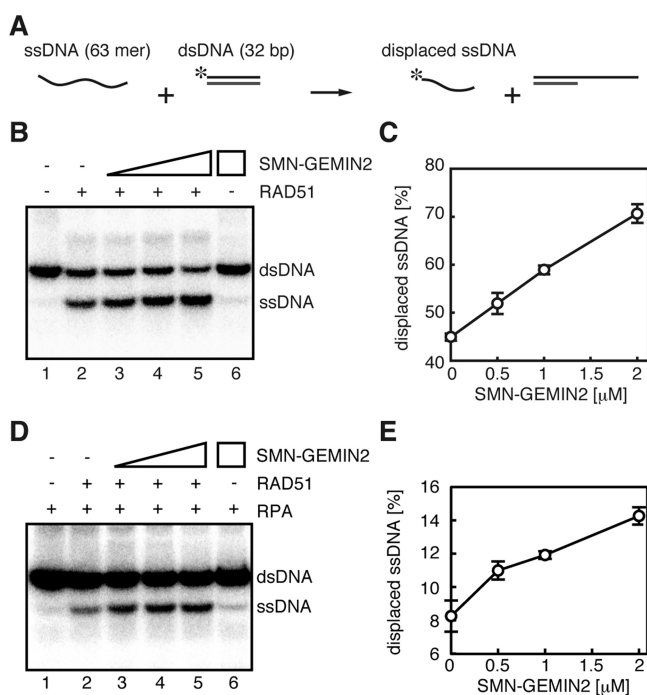 A
ssDNA (63 mer) dsDNA (32 bp) displaced ssDNA
* + * +
B
- - SMN-GEMIN2
- + + + + - RAD51
dsDNA
ssDNA
1 2 3 4 5 6
C
displaced ssDNA [%]
80
70
60
50
40
0 0.5 1 1.5 2
SMN-GEMIN2 [μM]
D
- - SMN-GEMIN2
- + + + + - RAD51
+ + + + + + RPA
dsDNA
ssDNA
1 2 3 4 5 6
E
displaced ssDNA [%]
16
14
12
10
8
6
0 0.5 1 1.5 2
SMN-GEMIN2 [μM]